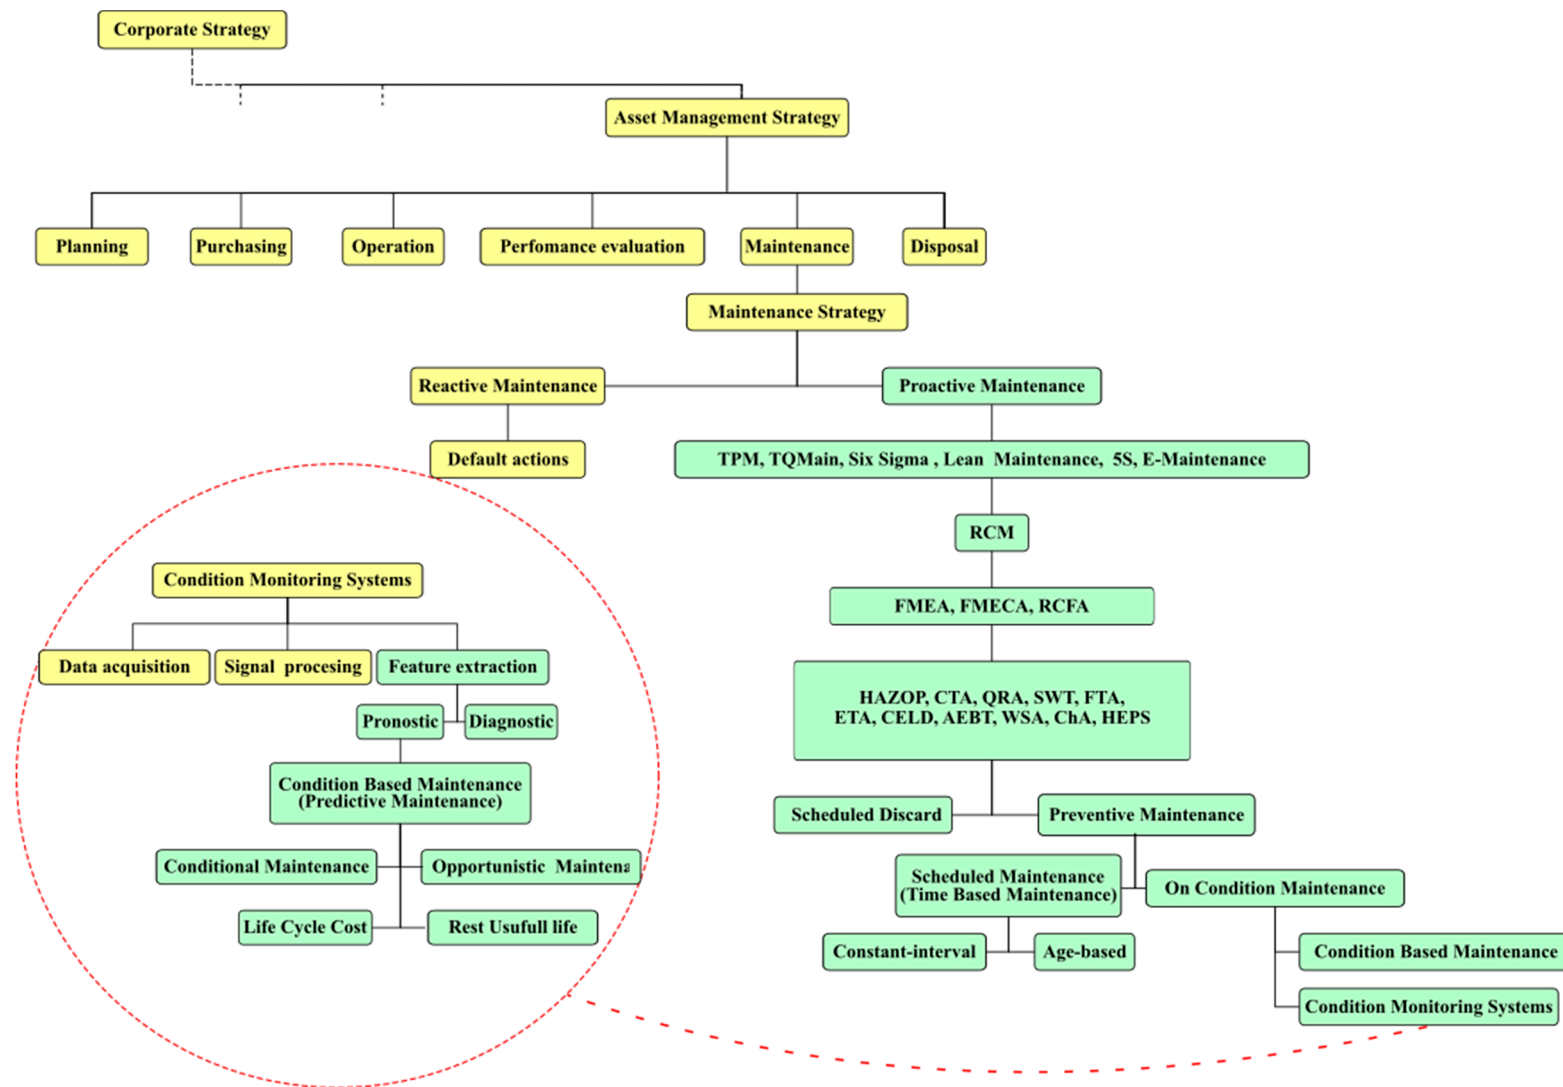 Corporate Strategy
Asset Management Strategy
Planning
Purchasing
Operation
Perfomance evaluation
Maintenance
Disposal
Maintenance Strategy
Reactive Maintenance
Proactive Maintenance
Default actions
TPM, TQMain, Six Sigma , Lean Maintenance, 5S, E-Maintenance
RCM
FMEA, FMECA, RCFA
HAZOP, CTA, QRA, SWT, FTA,
ETA, CELD, AEBT, WSA, ChA, HEPS
Scheduled Discard
Preventive Maintenance
Scheduled Maintenance
(Time Based Maintenance)
On Condition Maintenance
Constant-interval
Age-based
Condition Based Maintenance
Condition Monitoring Systems
Condition Monitoring Systems
Data acquisition
Signal procesing
Feature extraction
Pronostic
Diagnostic
Condition Based Maintenance
(Predictive Maintenance)
Conditional Maintenance
Opportunistic Maintena
Life Cycle Cost
Rest Usufull life